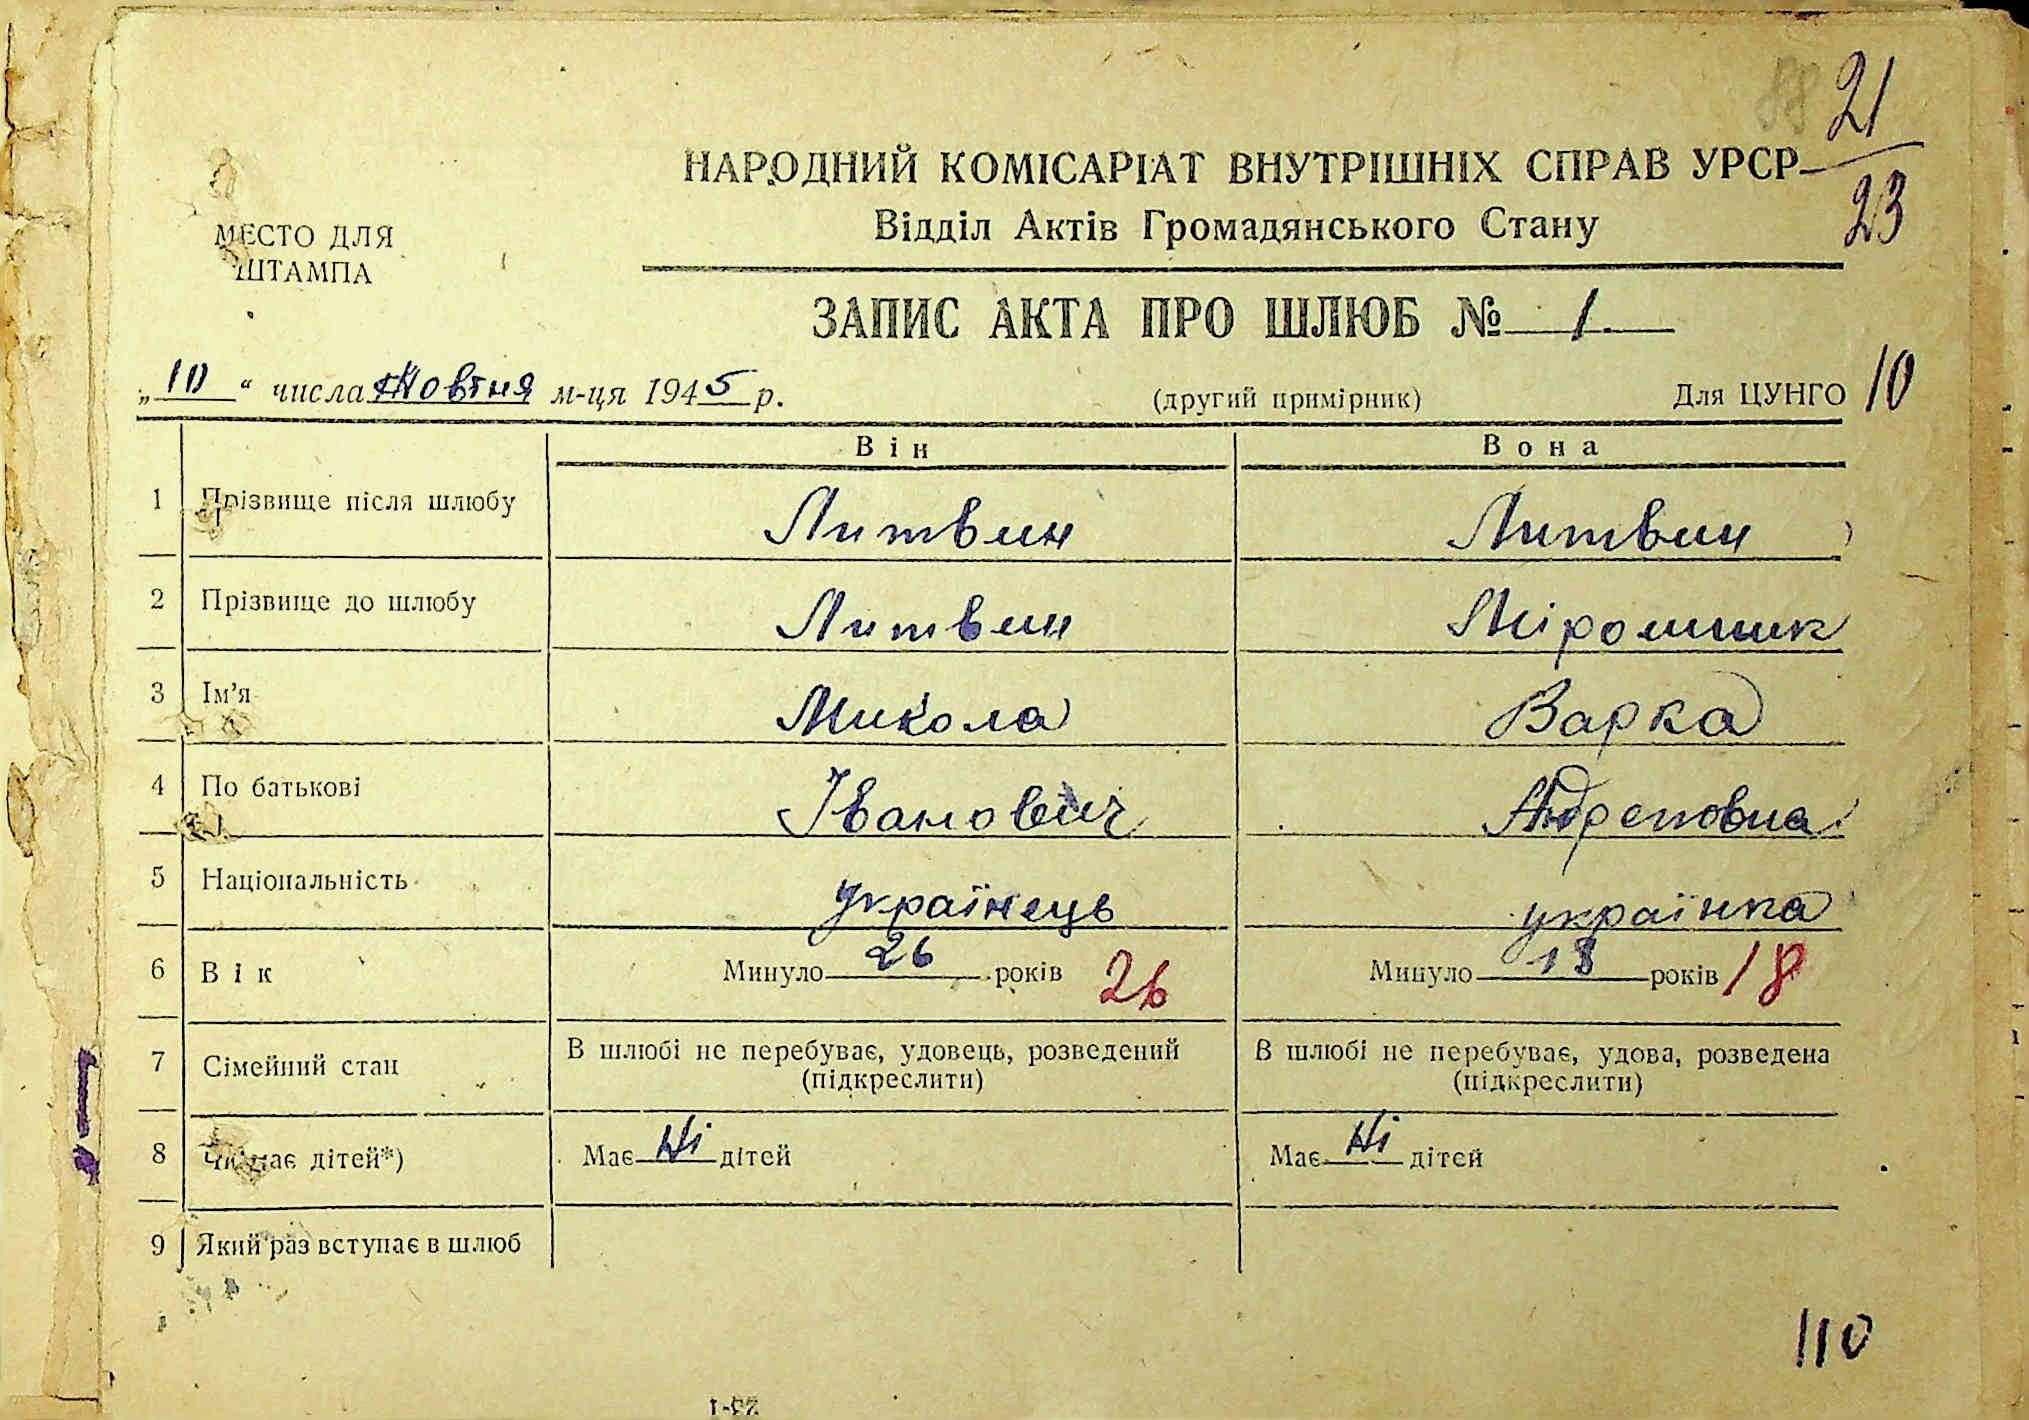 88 21
НАРОДНИЙ КОМІСАРІАТ ВНУТРІШНІХ СПРАВ УРСР
23
Відділ Актів Громадянського Стану
МЕСТО ДЛЯ
ШТАМПА
ЗАПИС АКТА ПРО ШЛЮБ № 1
„10“ числа Жовтня м-ця 1945 р. (другий примірник) Для ЦУНГО 10
Він Вона
1 Прізвище після шлюбу Литвин Литвин
2 Прізвище до шлюбу Литвин Мірошник
3 Ім'я Микола Варка
4 По батькові Іванович Андреповна
5 Національність українець українка
6 Вік Минуло 26 років 26 Минуло 18 років 18
7 Сімейний стан В шлюбі не перебуває, удовець, розведений В шлюбі не перебуває, удова, розведена
(підкреслити) (підкреслити)
8 Чи має дітей*) Має Ні дітей Має Ні дітей
9 Який раз вступає в шлюб
110